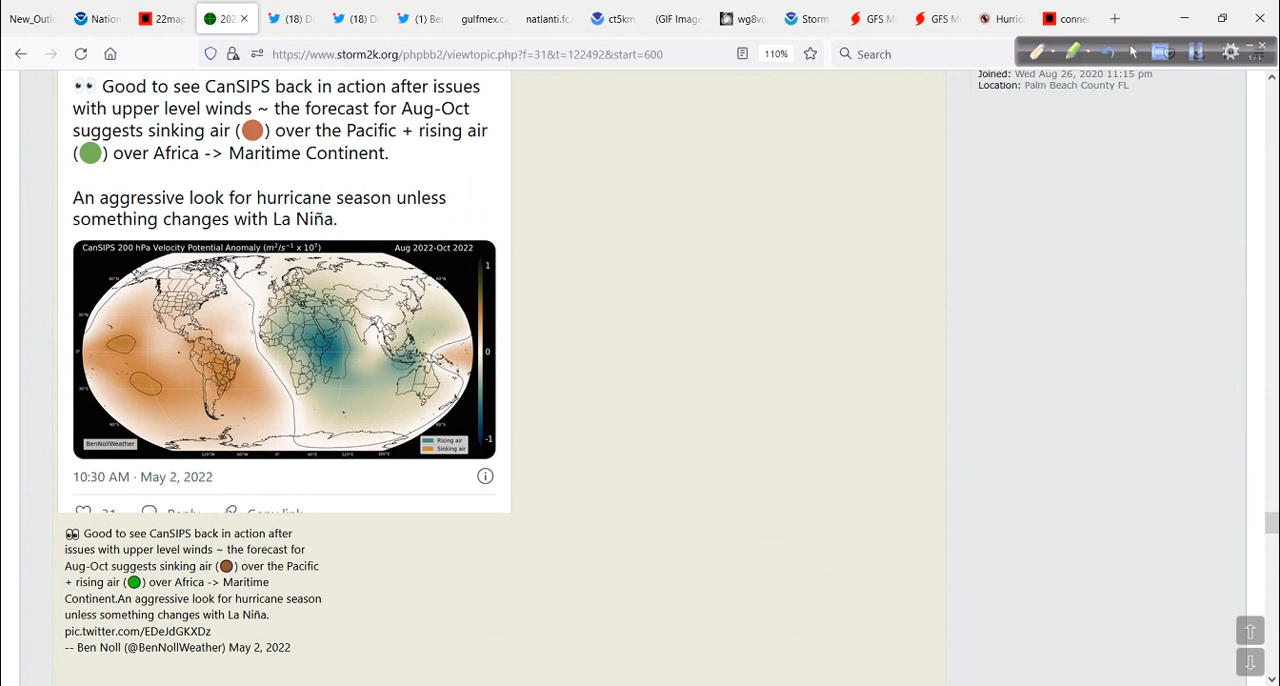 New_Outl
Nation
22map
202
(18) D
(18) D
(1) Be
gulfmex.c
natlanti.fc
ct5km
(GIF Image
wg8vo
Storm
GFS M
GFS M
Hurric
conne
https://www.storm2k.org/phpbb2/viewtopic.php?f=31&t=122492&start=600
110%
Search
Joined: Wed Aug 26, 2020 11:15 pm
Location: Palm Beach County FL
👀 Good to see CanSIPS back in action after issues
with upper level winds ~ the forecast for Aug-Oct
suggests sinking air (🟤) over the Pacific + rising air
(🟢) over Africa -> Maritime Continent.
An aggressive look for hurricane season unless
something changes with La Niña.
CanSIPS 200 hPa Velocity Potential Anomaly (m²/s⁻¹ x 10⁷)
Aug 2022-Oct 2022
1
0
-1
BenNollWeather
Rising air
Sinking air
10:30 AM · May 2, 2022
31
Reply
Copy link
👀 Good to see CanSIPS back in action after
issues with upper level winds ~ the forecast for
Aug-Oct suggests sinking air (🟤) over the Pacific
+ rising air (🟢) over Africa -> Maritime
Continent.An aggressive look for hurricane season
unless something changes with La Niña.
pic.twitter.com/EDeJdGKXDz
-- Ben Noll (@BenNollWeather) May 2, 2022